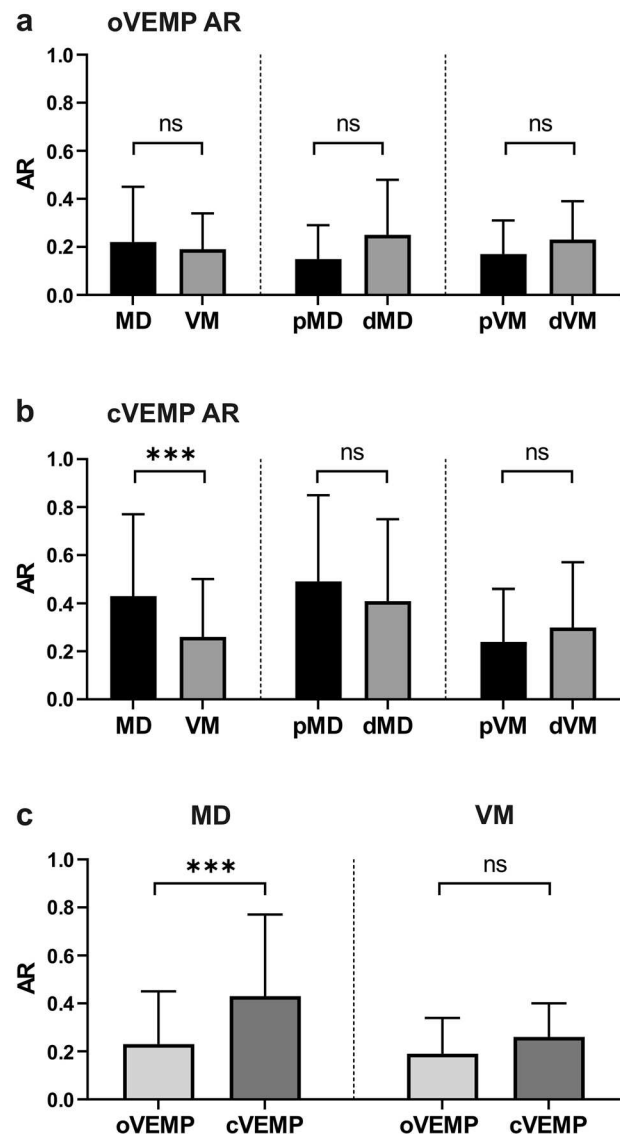 a oVEMP AR
1.0
0.8
0.6
0.4
0.2
0.0
AR
ns ns ns
MD VM pMD dMD pVM dVM
b cVEMP AR
1.0
0.8
0.6
0.4
0.2
0.0
AR
*** ns ns
MD VM pMD dMD pVM dVM
c MD VM
1.0
0.8
0.6
0.4
0.2
0.0
AR
*** ns
oVEMP cVEMP oVEMP cVEMP